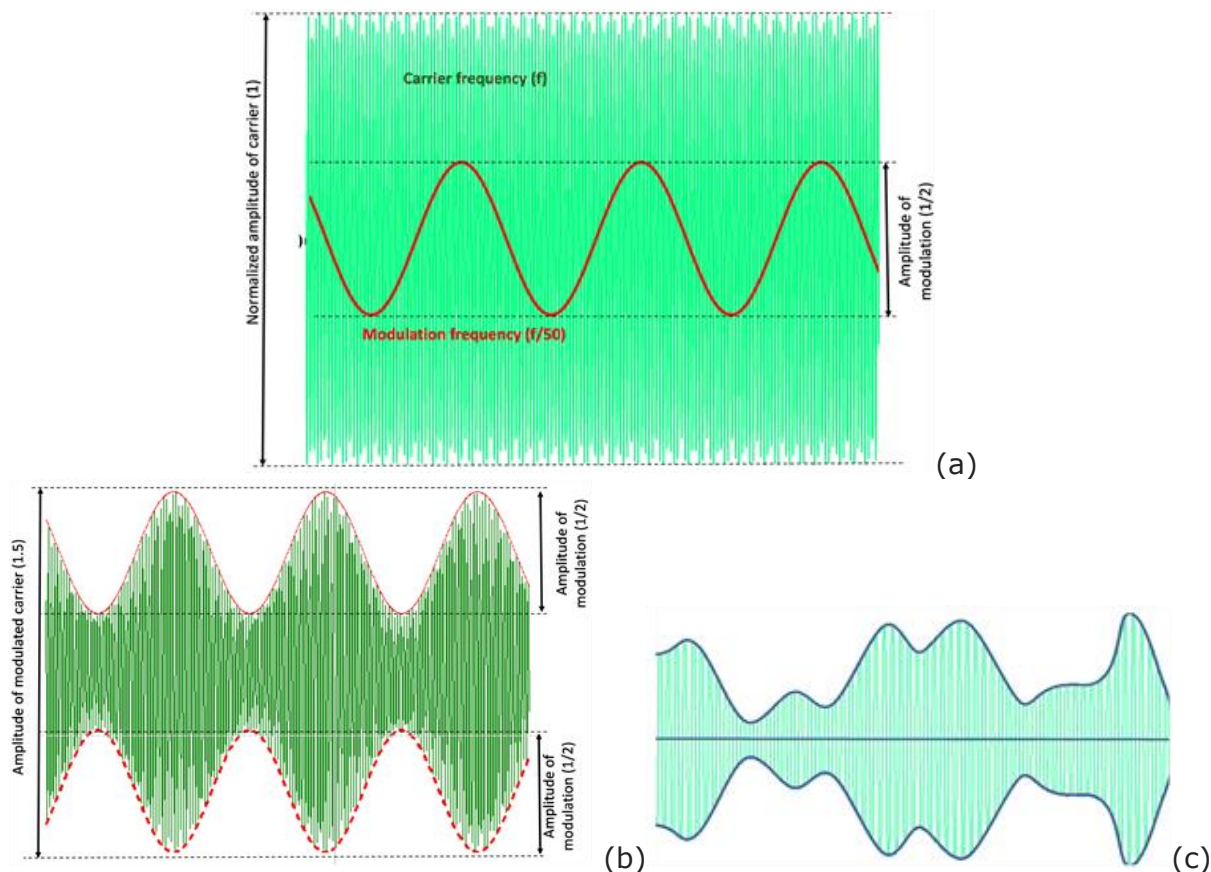 Normalized amplitude of carrier (1)
Carrier frequency (f)
Amplitude of
modulation (1/2)
Modulation frequency (f/50)
(a)
Amplitude of modulated carrier (1.5)
Amplitude of
modulation (1/2)
Amplitude of
modulation (1/2)
(b)
(c)